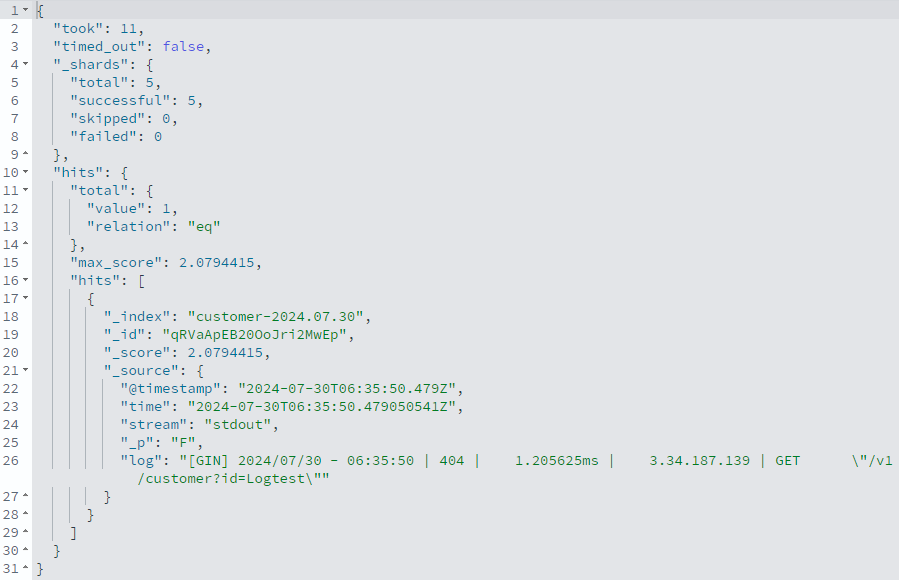 1 {
2 "took": 11,
3 "timed_out": false,
4 "_shards": {
5 "total": 5,
6 "successful": 5,
7 "skipped": 0,
8 "failed": 0
9 },
10 "hits": {
11 "total": {
12 "value": 1,
13 "relation": "eq"
14 },
15 "max_score": 2.0794415,
16 "hits": [
17 {
18 "_index": "customer-2024.07.30",
19 "_id": "qRVaApEB20OoJri2MwEp",
20 "_score": 2.0794415,
21 "_source": {
22 "@timestamp": "2024-07-30T06:35:50.479Z",
23 "time": "2024-07-30T06:35:50.479050541Z",
24 "stream": "stdout",
25 "_p": "F",
26 "log": "[GIN] 2024/07/30 - 06:35:50 | 404 |    1.205625ms |    3.34.187.139 | GET      \"/v1
/customer?id=Logtest\""
27 }
28 }
29 ]
30 }
31 }